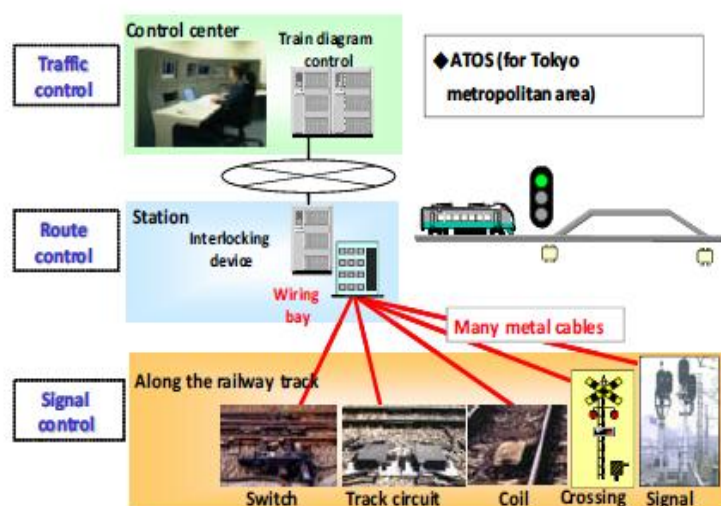 Control center
Train diagram
control
Traffic
control
◆ATOS (for Tokyo
metropolitan area)
Station
Interlocking
device
Route
control
Wiring
bay
Many metal cables
Along the railway track
Signal
control
Switch
Track circuit
Coil
Crossing
Signal